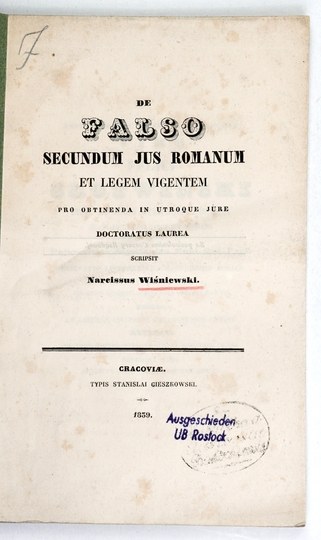 7.
DE
FALSO
SECUNDUM JUS ROMANUM
ET LEGEM VIGENTEM
PRO OBTINENDA IN UTROQUE JURE
DOCTORATUS LAUREA
SCRIPSIT
Narcissus Wiśniewski.
CRACOVIÆ.
TYPIS STANISLAI GIESZKOWSKI.
1839.
Ausgeschieden
UB Rostock